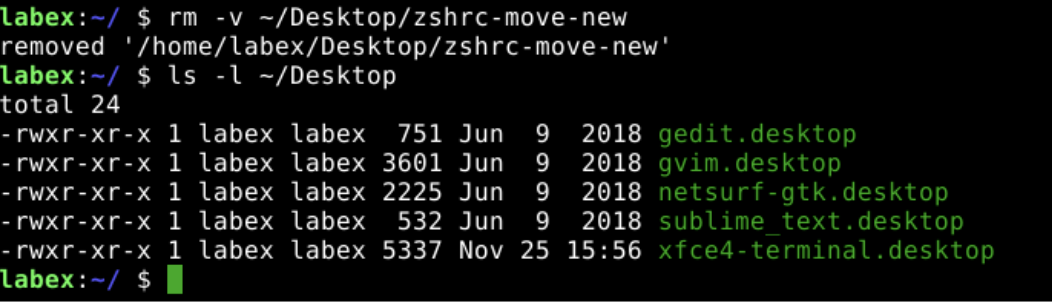 labex:~/ $ rm -v ~/Desktop/zshrc-move-new
removed '/home/labex/Desktop/zshrc-move-new'
labex:~/ $ ls -l ~/Desktop
total 24
-rwxr-xr-x 1 labex labex  751 Jun  9  2018 gedit.desktop
-rwxr-xr-x 1 labex labex 3601 Jun  9  2018 gvim.desktop
-rwxr-xr-x 1 labex labex 2225 Jun  9  2018 netsurf-gtk.desktop
-rwxr-xr-x 1 labex labex  532 Jun  9  2018 sublime_text.desktop
-rwxr-xr-x 1 labex labex 5337 Nov 25 15:56 xfce4-terminal.desktop
labex:~/ $